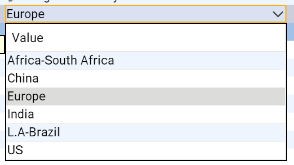 Europe
Value
Africa-South Africa
China
Europe
India
L.A-Brazil
US